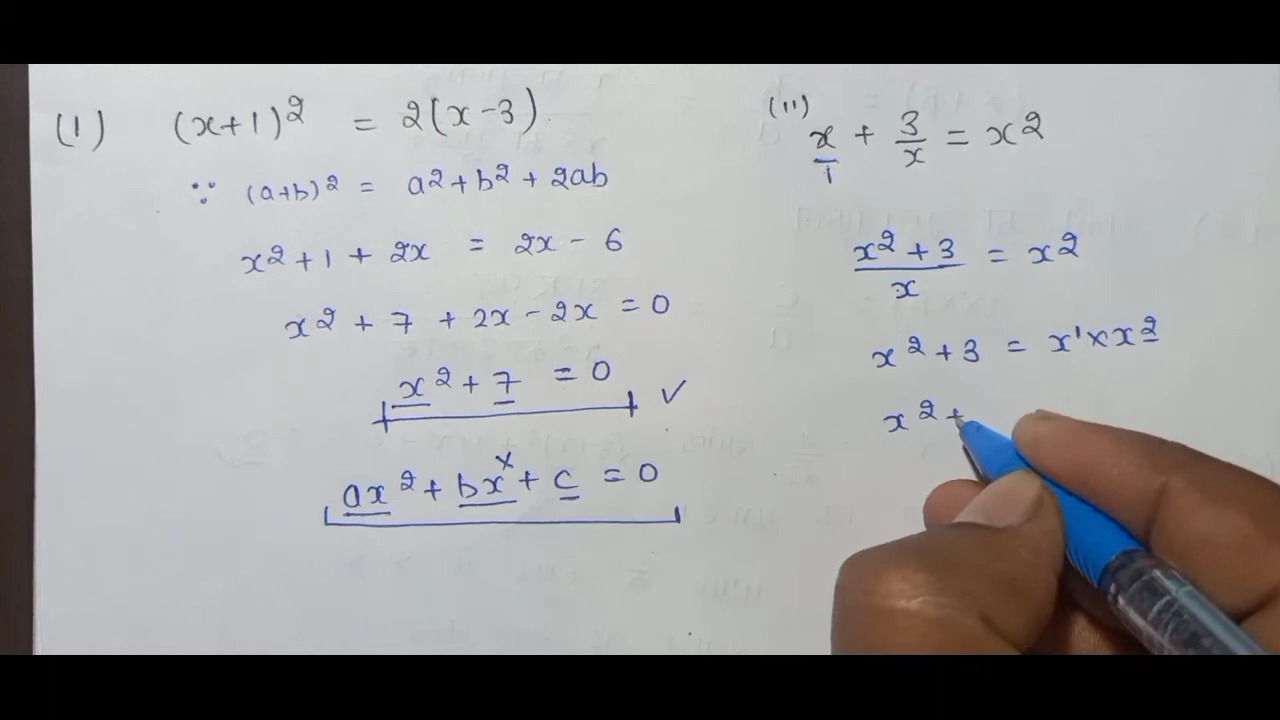 (I) (x+1)² = 2(x-3).
∵ (a+b)² = a²+b²+2ab
x²+1+2x = 2x-6
x²+7+2x-2x=0
x²+7=0 ✓
ax²+bx+c=0
x
(II)
x/1 + 3/x = x²
(x²+3)/x = x²
x²+3 = x¹×x²
x²+